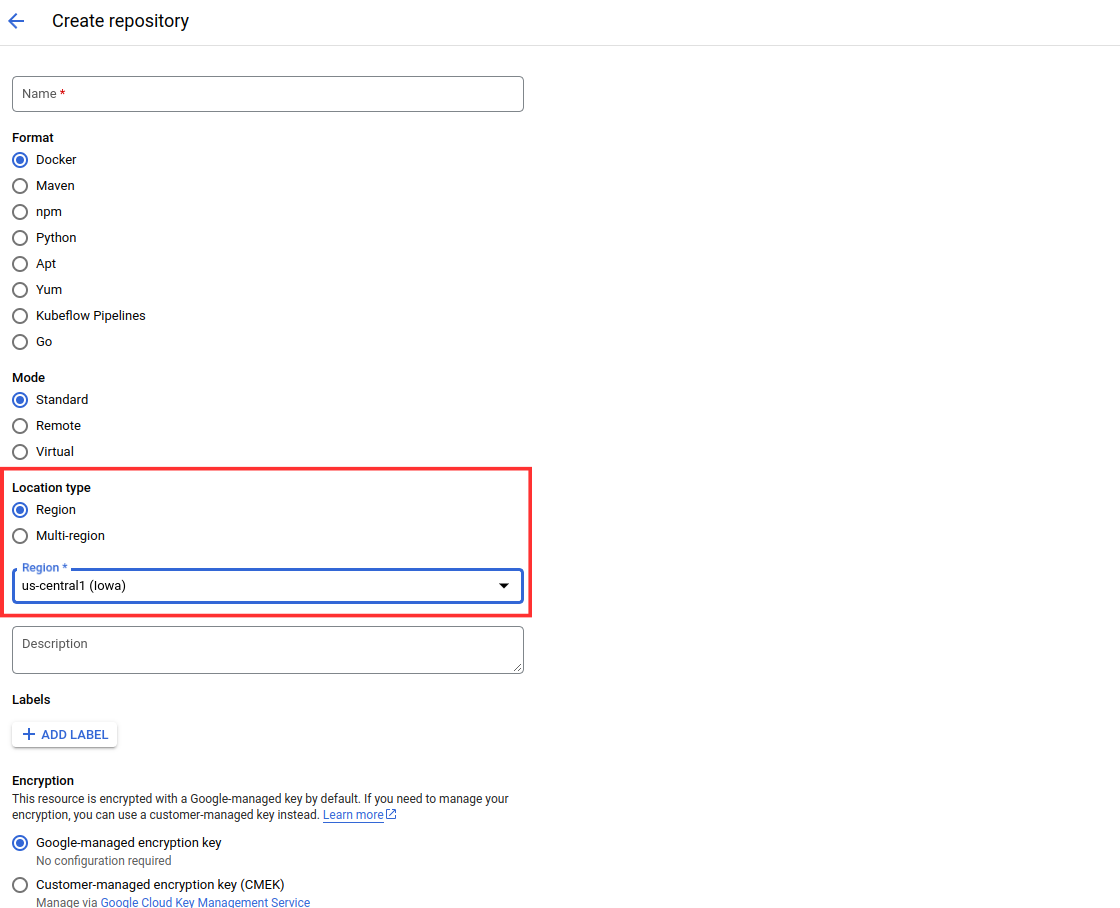 Create repository
Name *
Format
Docker
Maven
npm
Python
Apt
Yum
Kubeflow Pipelines
Go
Mode
Standard
Remote
Virtual
Location type
Region
Multi-region
Region *
us-central1 (Iowa)
Description
Labels
ADD LABEL
Encryption
This resource is encrypted with a Google-managed key by default. If you need to manage your
encryption, you can use a customer-managed key instead. Learn more
Google-managed encryption key
No configuration required
Customer-managed encryption key (CMEK)
Manage via Google Cloud Key Management Service